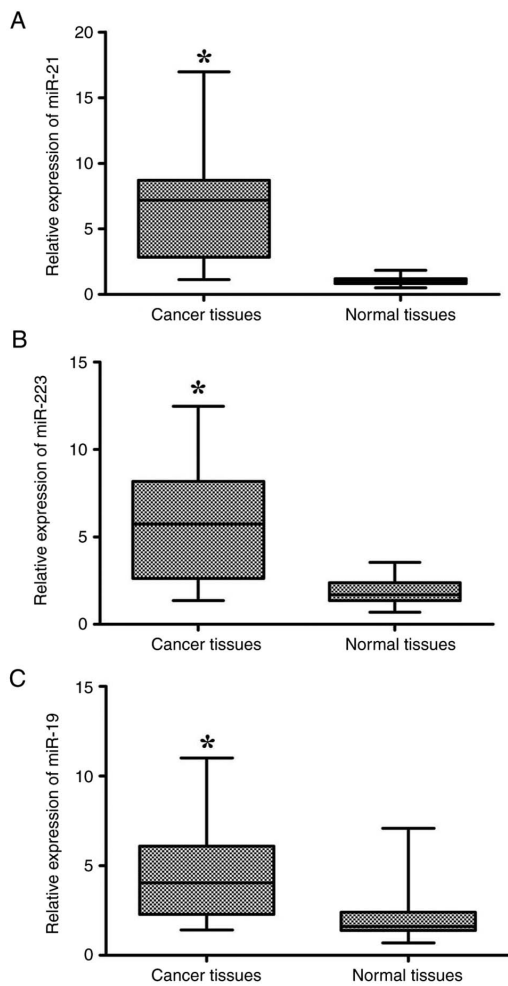 A
Relative expression of miR-21
20
15
10
5
0
*
Cancer tissues
Normal tissues
B
Relative expression of miR-223
15
10
5
0
*
Cancer tissues
Normal tissues
C
Relative expression of miR-19
15
10
5
0
*
Cancer tissues
Normal tissues